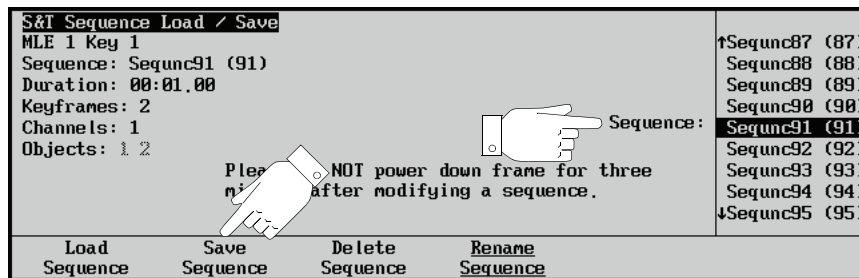 S&T Sequence Load / Save
MLE 1 Key 1
Sequence: Sequnc91 (91)
Duration: 00:01.00
Keyframes: 2
Channels: 1
Objects: 1 2
NOT power down frame for three
after modifying a sequence.
Sequence:
↑Sequnc87 (87)
Sequnc88 (88)
Sequnc89 (89)
Sequnc90 (90)
Sequnc91 (91)
Sequnc92 (92)
Sequnc93 (93)
Sequnc94 (94)
↓Sequnc95 (95)
Load Sequence
Save Sequence
Delete Sequence
Rename Sequence